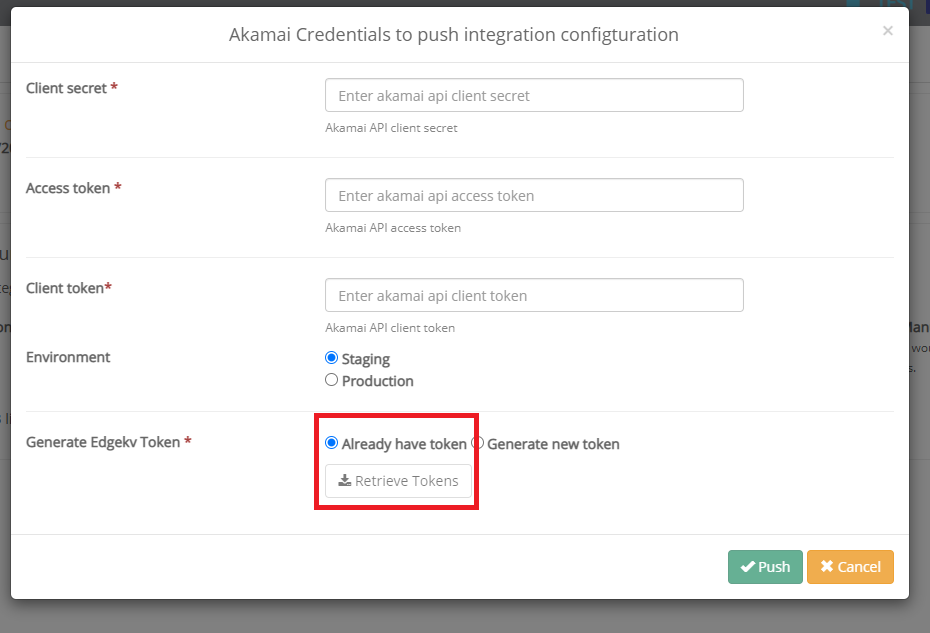 Akamai Credentials to push integration configturation
×
Client secret *
Enter akamai api client secret
Akamai API client secret
Access token *
Enter akamai api access token
Akamai API access token
Client token*
Enter akamai api client token
Akamai API client token
Environment
Staging
Production
Generate Edgekv Token *
Already have token Generate new token
Retrieve Tokens
Push Cancel